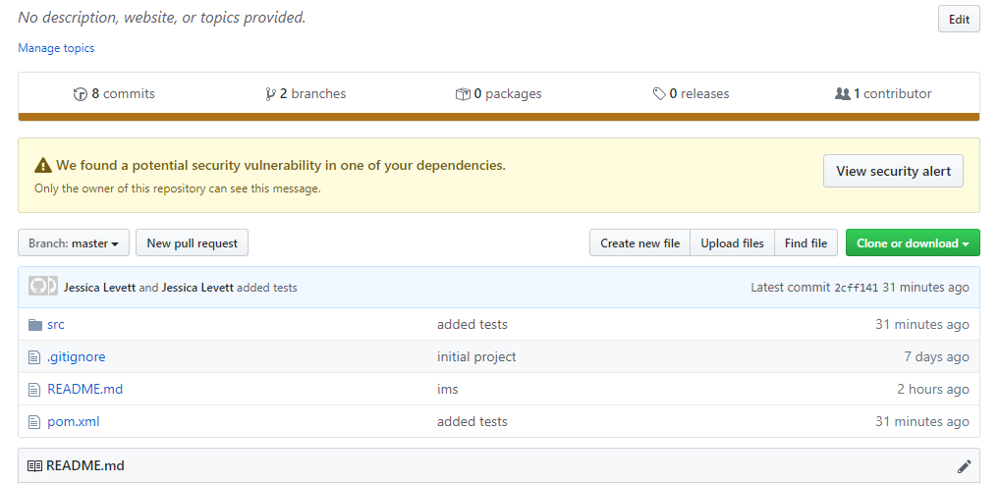 No description, website, or topics provided.
Edit
Manage topics
8 commits
2 branches
0 packages
0 releases
1 contributor
We found a potential security vulnerability in one of your dependencies.
Only the owner of this repository can see this message.
View security alert
Branch: master
New pull request
Create new file
Upload files
Find file
Clone or download
Jessica Levett and Jessica Levett added tests
Latest commit 2cff141 31 minutes ago
src added tests 31 minutes ago
.gitignore initial project 7 days ago
README.md ims 2 hours ago
pom.xml added tests 31 minutes ago
README.md